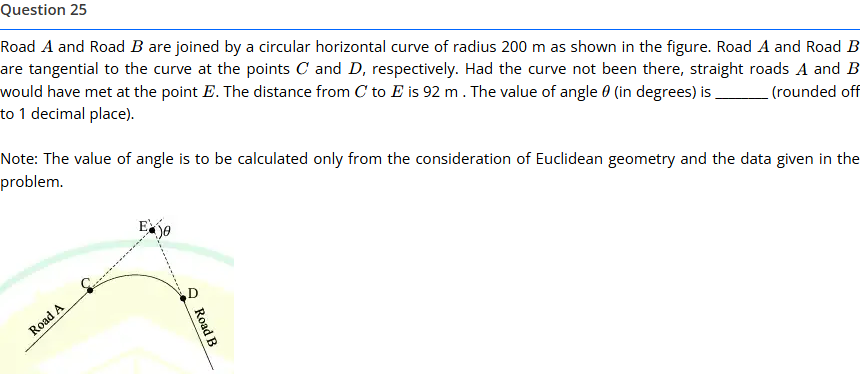 Question 25
Road A and Road B are joined by a circular horizontal curve of radius 200 m as shown in the figure. Road A and Road B
are tangential to the curve at the points C and D, respectively. Had the curve not been there, straight roads A and B
would have met at the point E. The distance from C to E is 92 m . The value of angle θ (in degrees) is ______ (rounded off
to 1 decimal place).
Note: The value of angle is to be calculated only from the consideration of Euclidean geometry and the data given in the
problem.
E )θ
C
D
Road A
Road B